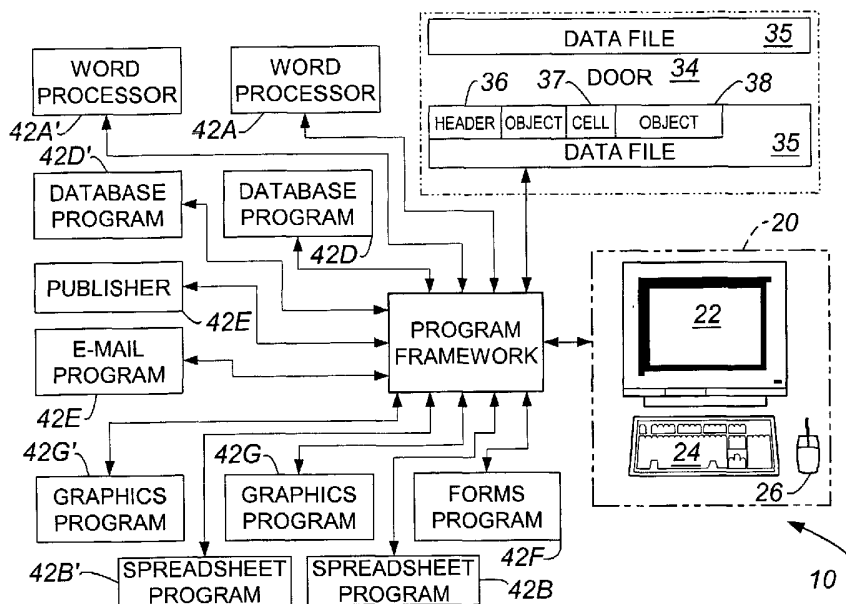 DATA FILE 35
WORD
PROCESSOR
42A'
WORD
PROCESSOR
42A
36
DOOR 34
37
38
HEADER OBJECT CELL OBJECT
DATA FILE 35
42D'
DATABASE
PROGRAM
DATABASE
PROGRAM
42D
20
PUBLISHER
42E
PROGRAM
FRAMEWORK
22
E-MAIL
PROGRAM
42E
24
26
42G'
GRAPHICS
PROGRAM
42G
GRAPHICS
PROGRAM
FORMS
PROGRAM
42F
42B'
SPREADSHEET
PROGRAM
SPREADSHEET
PROGRAM
42B
10